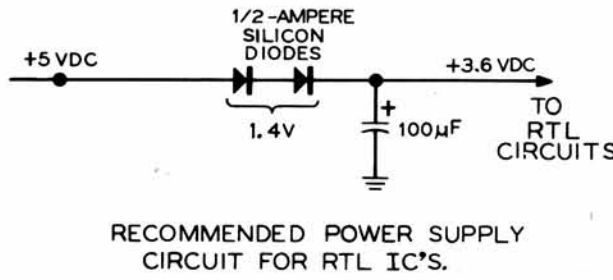 1/2-AMPERE
SILICON
DIODES
+5 VDC
+3.6 VDC
1.4V
+
100µF
TO
RTL
CIRCUITS
RECOMMENDED POWER SUPPLY
CIRCUIT FOR RTL IC'S.